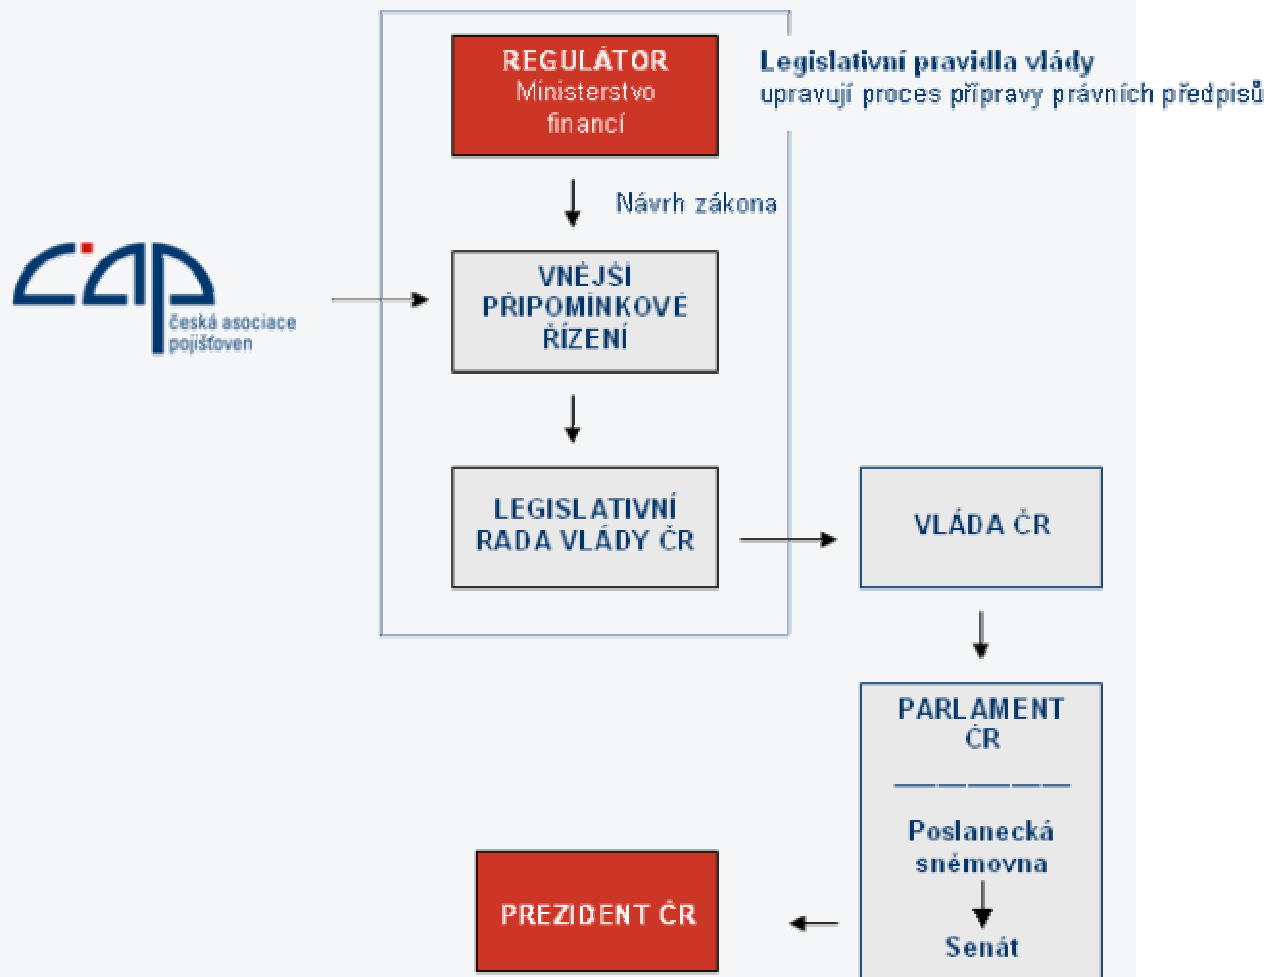 REGULÁTOR
Ministerstvo
financí
Legislativní pravidla vlády
upravují proces přípravy právních předpisů
Návrh zákona
čap
česká asociace
pojišťoven
VNĚJŠÍ
PŘIPOMÍNKOVÉ
ŘÍZENÍ
LEGISLATIVNÍ
RADA VLÁDY ČR
VLÁDA ČR
PARLAMENT
ČR
Poslanecká
sněmovna
Senát
PREZIDENT ČR